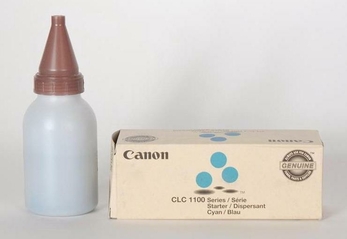 Canon
GENUINE
CLC 1100 Series / Série
Starter / Dispersant
Cyan / Blau